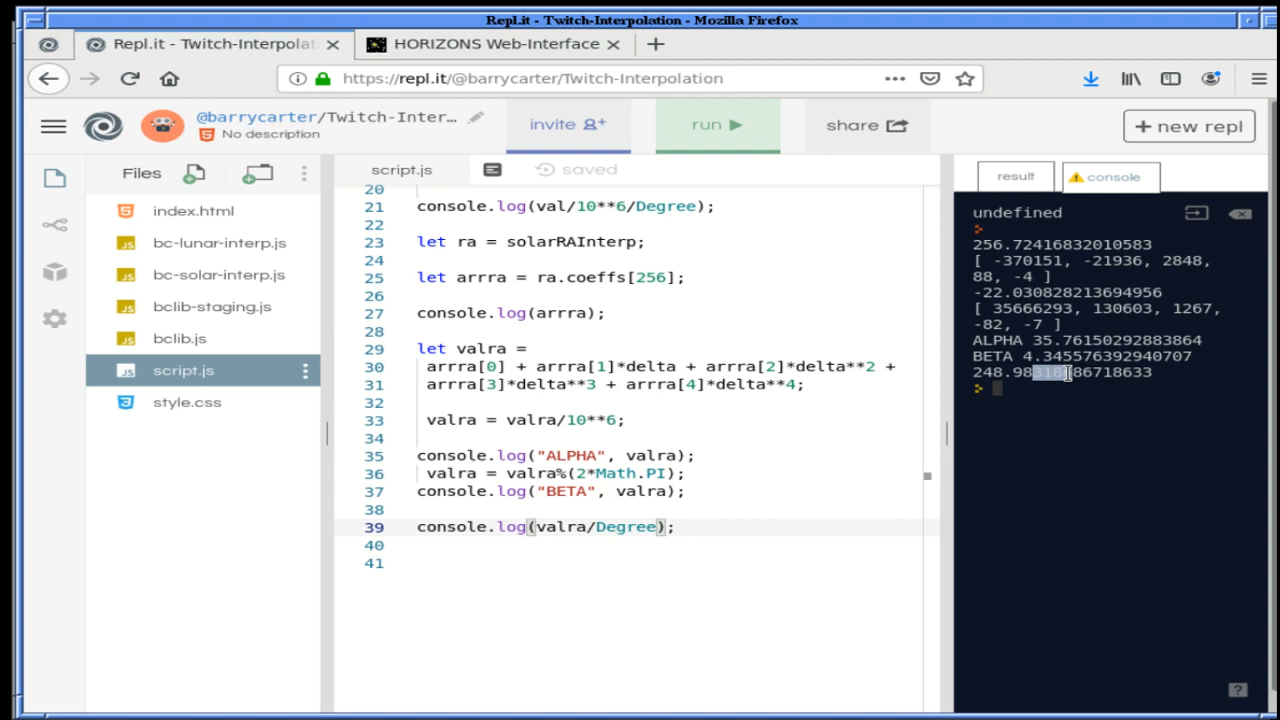 Repl.it - Twitch-Interpolation - Mozilla Firefox
Repl.it - Twitch-Interpolat
HORIZONS Web-Interface
https://repl.it/@barrycarter/Twitch-Interpolation
@barrycarter/Twitch-Inter...
No description
invite
run
share
+ new repl
Files
script.js
saved
result
console
index.html
bc-lunar-interp.js
bc-solar-interp.js
bclib-staging.js
bclib.js
script.js
style.css
20
21 console.log(val/10**6/Degree);
22
23 let ra = solarRAInterp;
24
25 let arrra = ra.coeffs[256];
26
27 console.log(arrra);
28
29 let valra =
30 arrra[0] + arrra[1]*delta + arrra[2]*delta**2 +
31 arrra[3]*delta**3 + arrra[4]*delta**4;
32
33 valra = valra/10**6;
34
35 console.log("ALPHA", valra);
36 valra = valra%(2*Math.PI);
37 console.log("BETA", valra);
38
39 console.log(valra/Degree);
40
41
undefined
256.72416832010583
[ -370151, -21936, 2848,
88, -4 ]
-22.030828213694956
[ 35666293, 130603, 1267,
-82, -7 ]
ALPHA 35.76150292883864
BETA 4.345576392940707